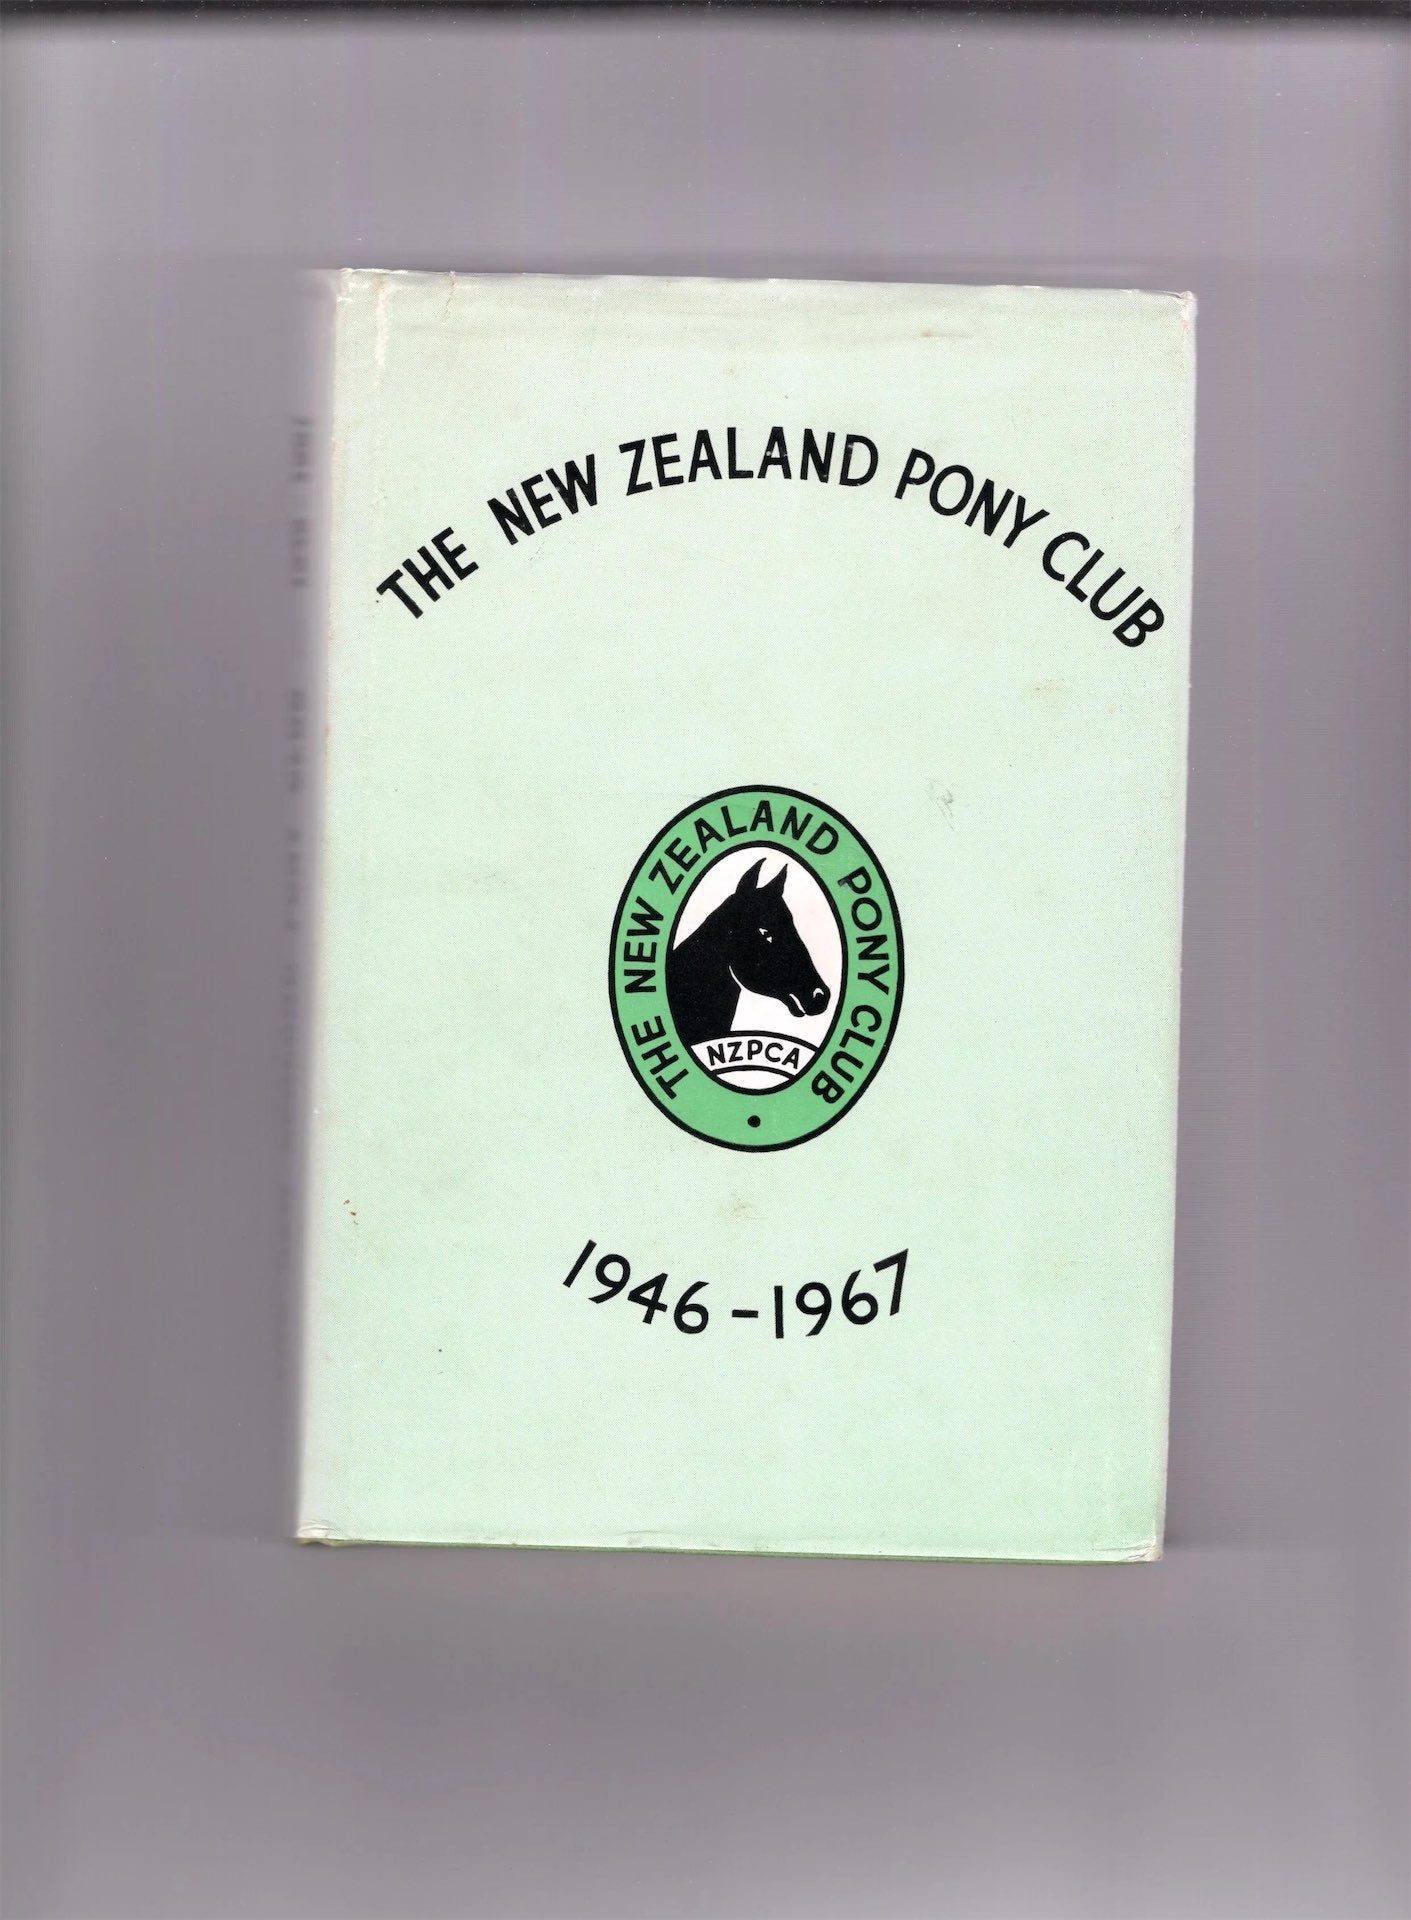 THE NEW ZEALAND PONY CLUB
THE NEW ZEALAND PONY CLUB
NZPCA
1946-1967